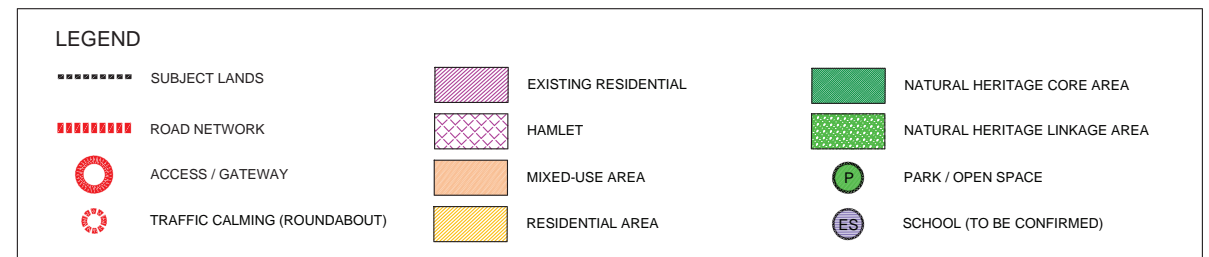 LEGEND
SUBJECT LANDS
ROAD NETWORK
ACCESS / GATEWAY
TRAFFIC CALMING (ROUNDABOUT)
EXISTING RESIDENTIAL
HAMLET
MIXED-USE AREA
RESIDENTIAL AREA
NATURAL HERITAGE CORE AREA
NATURAL HERITAGE LINKAGE AREA
P PARK / OPEN SPACE
ES SCHOOL (TO BE CONFIRMED)